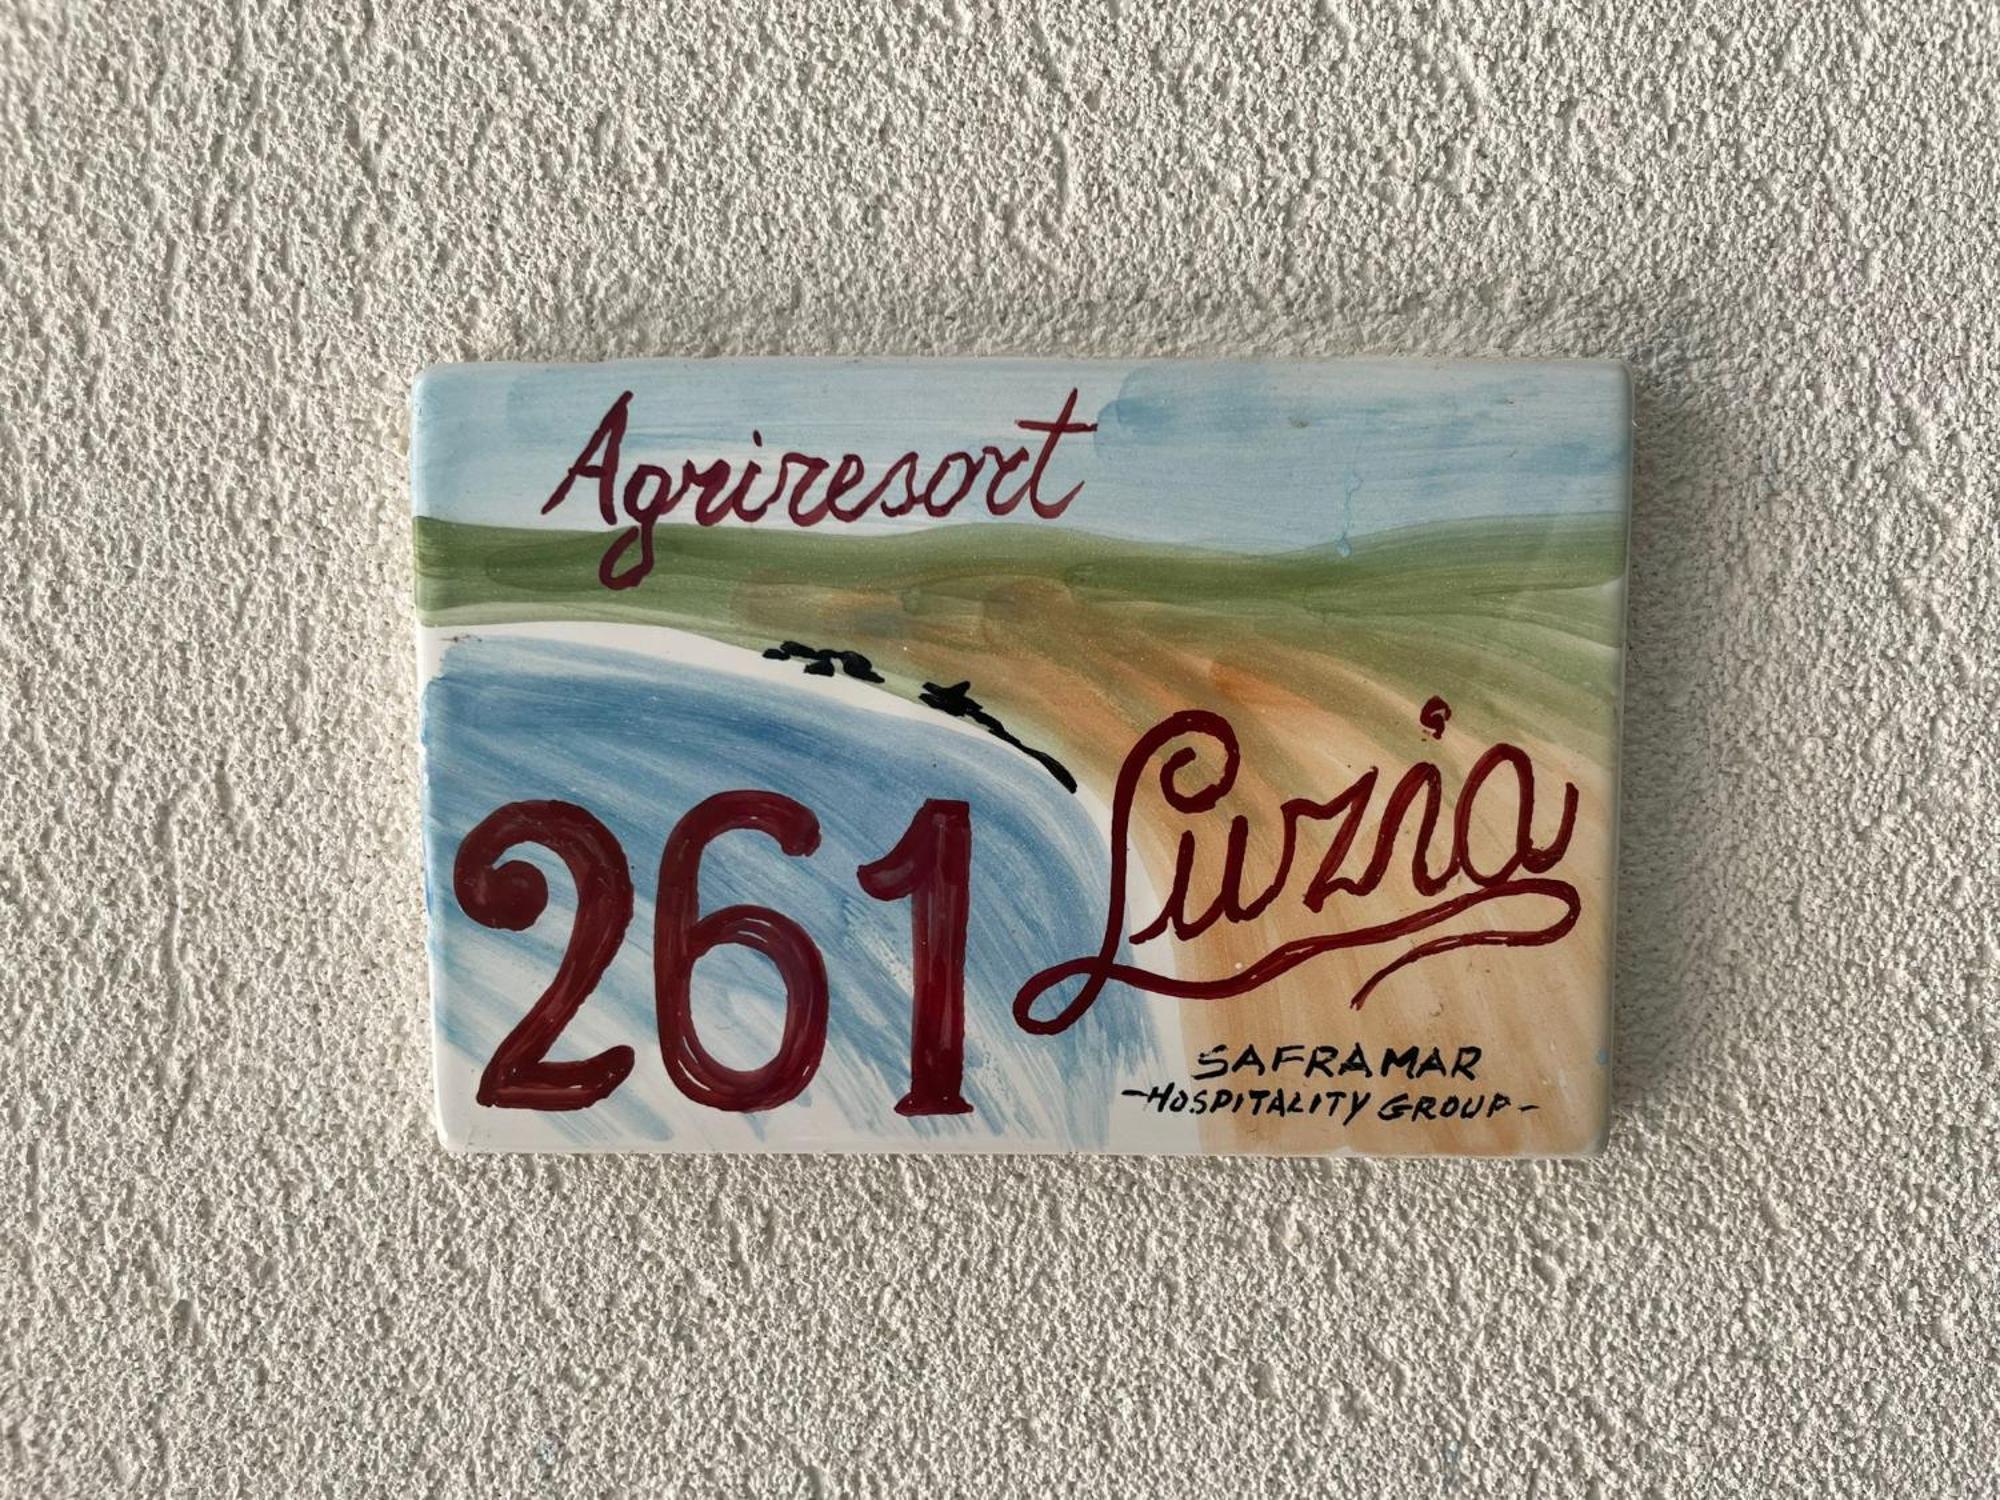 Agriresort
261 Luzia
SAFRAMAR
-HOSPITALITY GROUP-